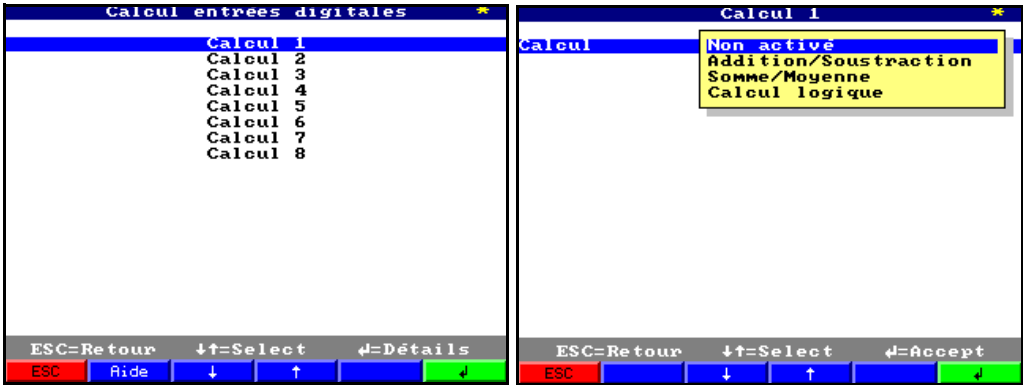 Calcul entrées digitales *
Calcul 1
Calcul 2
Calcul 3
Calcul 4
Calcul 5
Calcul 6
Calcul 7
Calcul 8
ESC=Retour ↓↑=Select ↵=Détails
ESC Aide ↓ ↑ ↵
Calcul 1 *
Calcul Non activé
Addition/Soustraction
Somme/Moyenne
Calcul logique
ESC=Retour ↓↑=Select ↵=Accept
ESC ↓ ↑ ↵